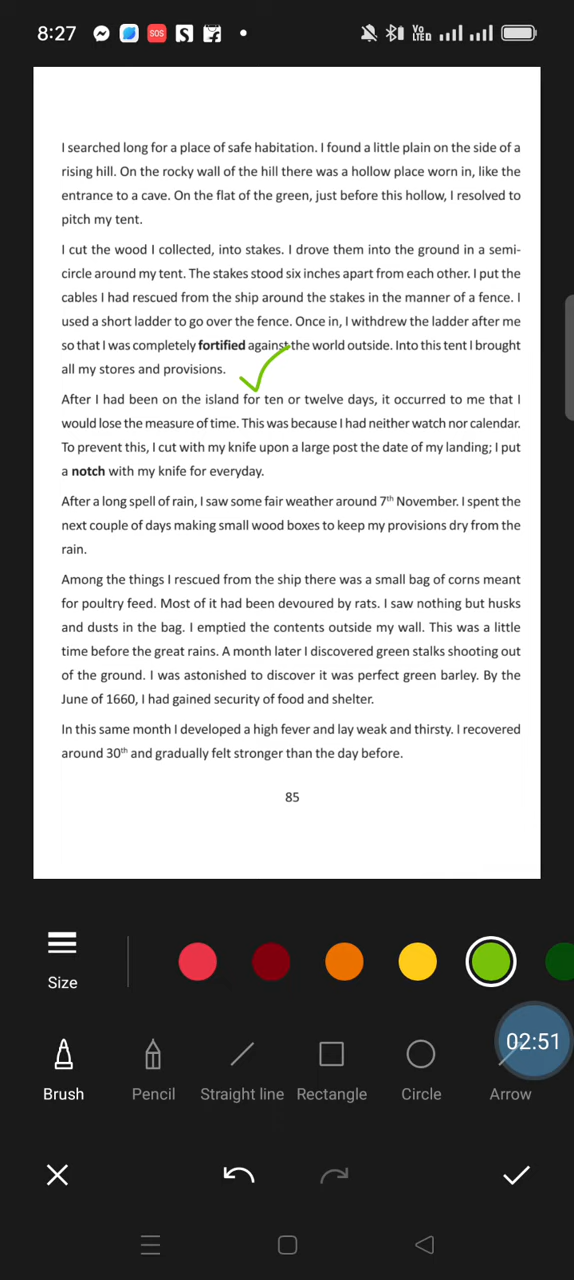 8:27
SOS
Vo
LTED
I searched long for a place of safe habitation. I found a little plain on the side of a
rising hill. On the rocky wall of the hill there was a hollow place worn in, like the
entrance to a cave. On the flat of the green, just before this hollow, I resolved to
pitch my tent.
I cut the wood I collected, into stakes. I drove them into the ground in a semi-
circle around my tent. The stakes stood six inches apart from each other. I put the
cables I had rescued from the ship around the stakes in the manner of a fence. I
used a short ladder to go over the fence. Once in, I withdrew the ladder after me
so that I was completely fortified against the world outside. Into this tent I brought
all my stores and provisions.
After I had been on the island for ten or twelve days, it occurred to me that I
would lose the measure of time. This was because I had neither watch nor calendar.
To prevent this, I cut with my knife upon a large post the date of my landing; I put
a notch with my knife for everyday.
After a long spell of rain, I saw some fair weather around 7th November. I spent the
next couple of days making small wood boxes to keep my provisions dry from the
rain.
Among the things I rescued from the ship there was a small bag of corns meant
for poultry feed. Most of it had been devoured by rats. I saw nothing but husks
and dusts in the bag. I emptied the contents outside my wall. This was a little
time before the great rains. A month later I discovered green stalks shooting out
of the ground. I was astonished to discover it was perfect green barley. By the
June of 1660, I had gained security of food and shelter.
In this same month I developed a high fever and lay weak and thirsty. I recovered
around 30th and gradually felt stronger than the day before.
85
Size
02:51
Brush
Pencil
Straight line
Rectangle
Circle
Arrow